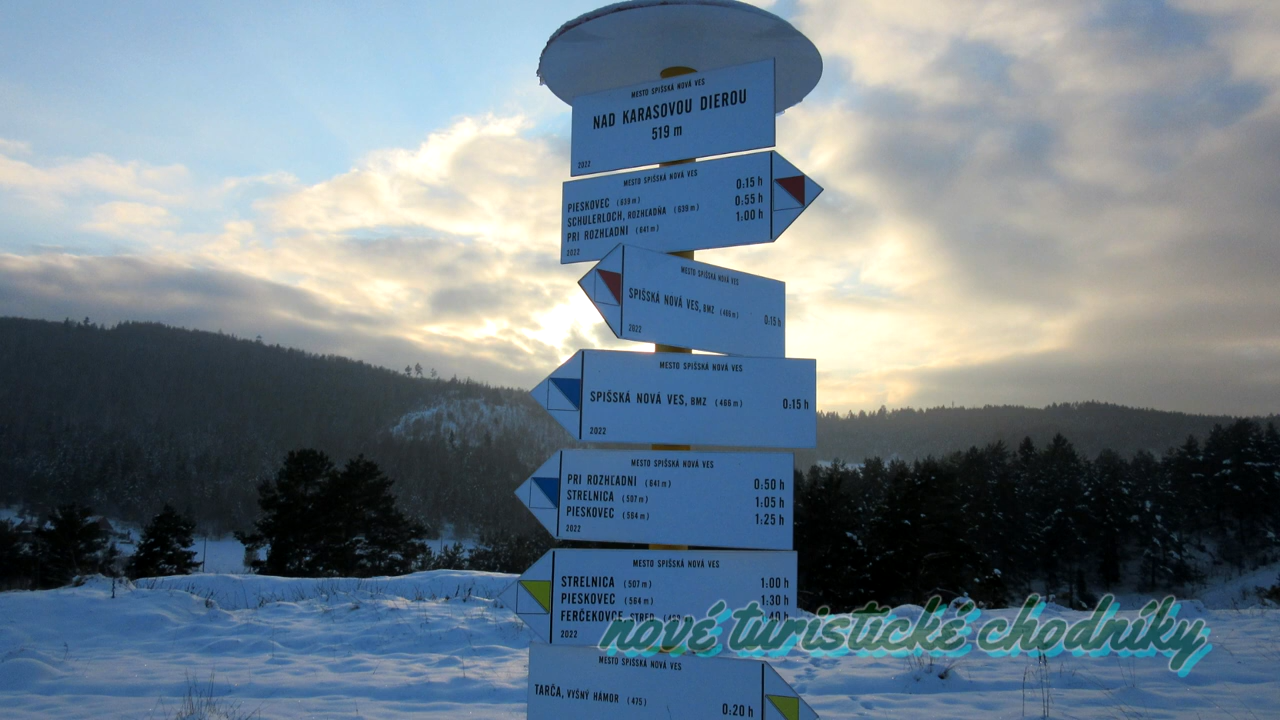 MESTO SPIŠSKÁ NOVÁ VES
NAD KARASOVOU DIEROU
519 m
2022
MESTO SPIŠSKÁ NOVÁ VES
PIESKOVEC 0:15 h
SCHULERLOCH, ROZHĽADŇA (639 m) 0:55 h
PRI ROZHĽADNI (641 m) 1:00 h
2022
MESTO SPIŠSKÁ NOVÁ VES
SPIŠSKÁ NOVÁ VES, BMZ (466 m) 0:15 h
2022
MESTO SPIŠSKÁ NOVÁ VES
SPIŠSKÁ NOVÁ VES, BMZ (466 m) 0:15 h
2022
MESTO SPIŠSKÁ NOVÁ VES
PRI ROZHĽADNI (641 m) 0:50 h
STRELNICA (507 m) 1:05 h
PIESKOVEC (564 m) 1:25 h
2022
MESTO SPIŠSKÁ NOVÁ VES
STRELNICA (507 m) 1:00 h
PIESKOVEC (564 m) 1:30 h
FERČEKOVCE, STRED
2022
nové turistické chodníky
MESTO SPIŠSKÁ NOVÁ VES
TARČA, VYŠNÝ HÁMOR (475) 0:20 h